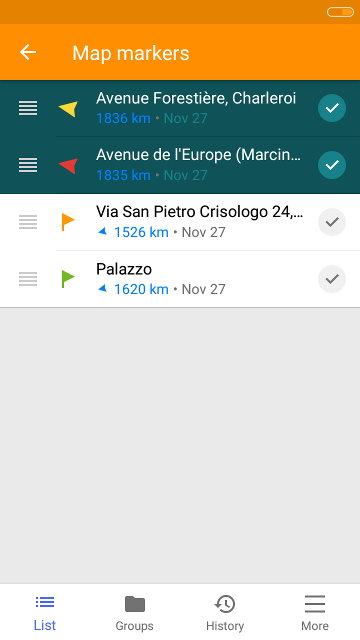 Map markers
Avenue Forestière, Charleroi
1836 km • Nov 27
Avenue de l'Europe (Marcin...
1835 km • Nov 27
Via San Pietro Crisologo 24,...
1526 km • Nov 27
Palazzo
1620 km • Nov 27
List
Groups
History
More